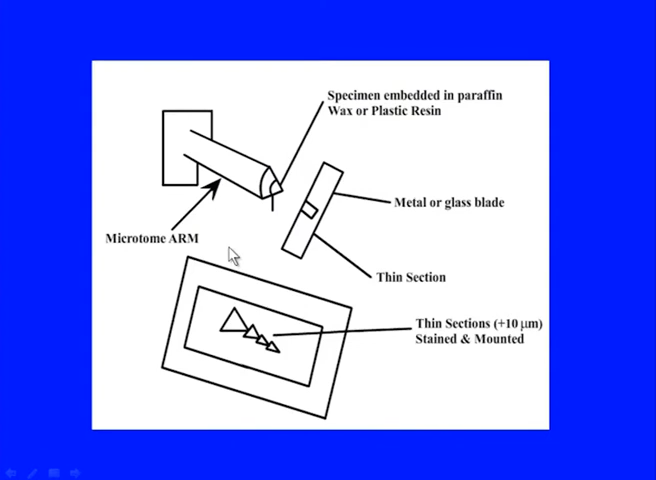 Specimen embedded in paraffin
Wax or Plastic Resin
Metal or glass blade
Microtome ARM
Thin Section
Thin Sections (+10 µm)
Stained & Mounted